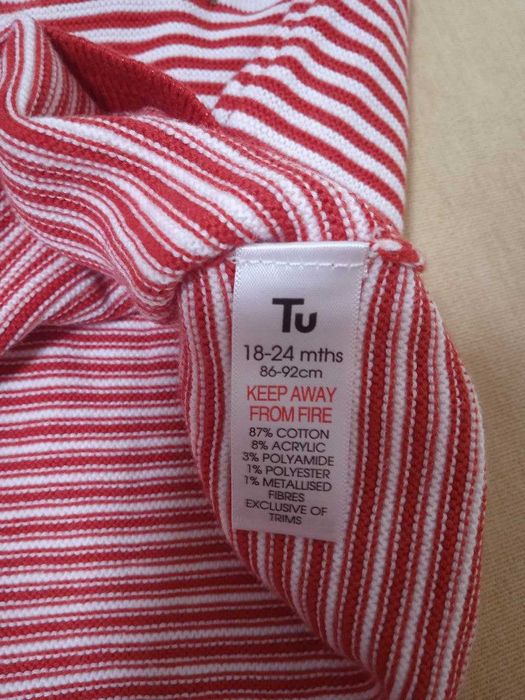 Tu
18-24 mths
86-92cm
KEEP AWAY
FROM FIRE
87% COTTON
8% ACRYLIC
3% POLYAMIDE
1% POLYESTER
1% METALLISED
FIBRES
EXCLUSIVE OF
TRIMS